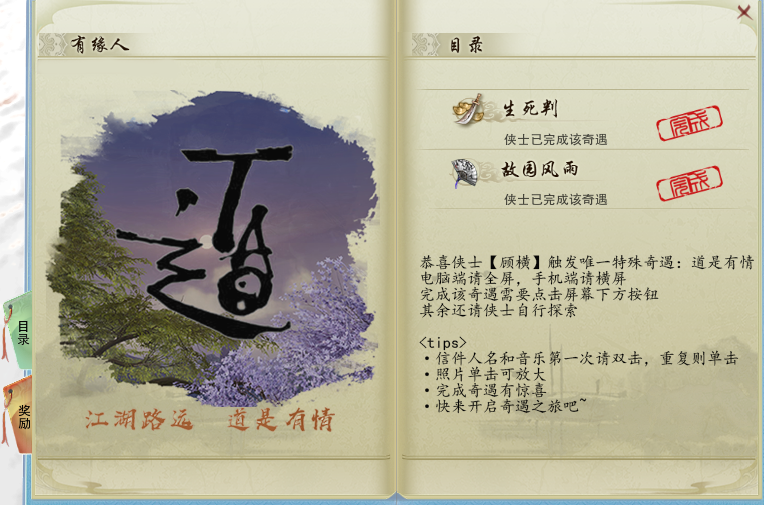 有缘人
道
江湖路远 道是有情
目录
生死判
侠士已完成该奇遇
完成
故园风雨
侠士已完成该奇遇
完成
恭喜侠士【顾横】触发唯一特殊奇遇：道是有情
电脑端请全屏，手机端请横屏
完成该奇遇需要点击屏幕下方按钮
其余还请侠士自行探索
<tips>
·信件人名和音乐第一次请双击，重复则单击
·照片单击可放大
·完成奇遇有惊喜
·快来开启奇遇之旅吧~
目录
奖励